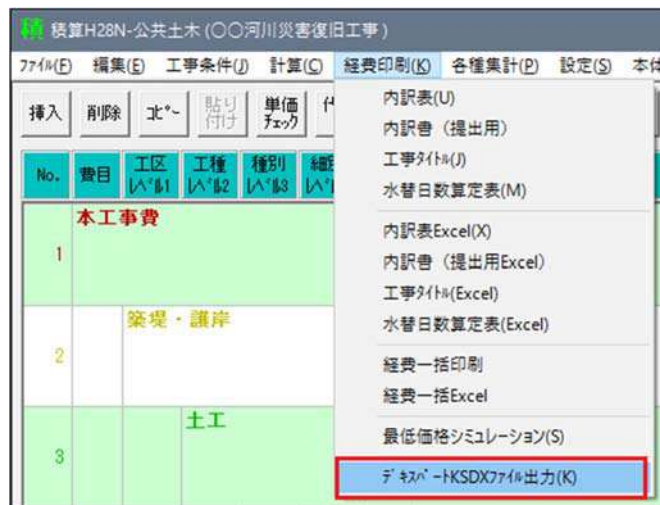 積 積算H28N-公共土木 (〇〇河川災害復旧工事)
ファイル(F) 編集(E) 工事条件(J) 計算(C) 経費印刷(K) 各種集計(P) 設定(S) 本体
挿入 削除 コピー 貼り付け 単価チェック
No. 費目 工区レベル1 工種レベル2 種別レベル3
1 本工事費
2 築堤・護岸
3 土工
内訳表(U)
内訳書（提出用）
工事タイトル(J)
水替日数算定表(M)
内訳表Excel(X)
内訳書（提出用Excel）
工事タイトル(Excel)
水替日数算定表(Excel)
経費一括印刷
経費一括Excel
最低価格シミュレーション(S)
デキスパートKSDXファイル出力(K)